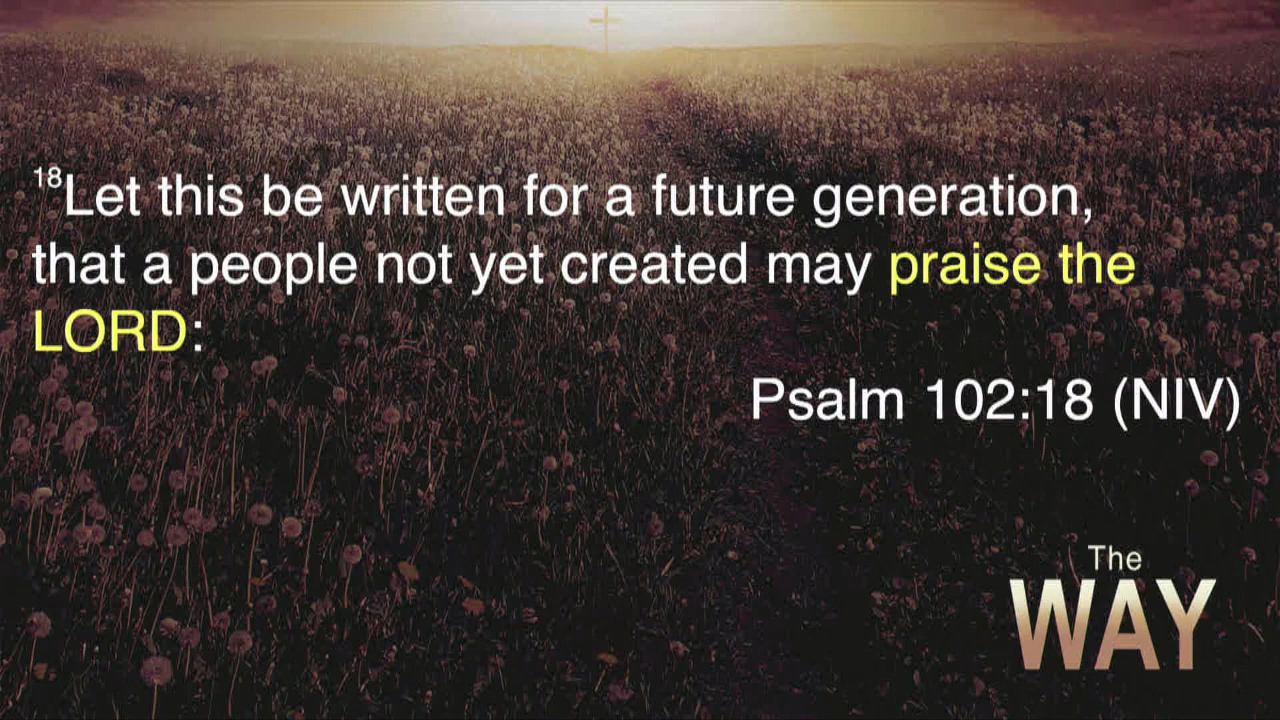 18Let this be written for a future generation,
that a people not yet created may praise the
LORD:
Psalm 102:18 (NIV)
The
WAY